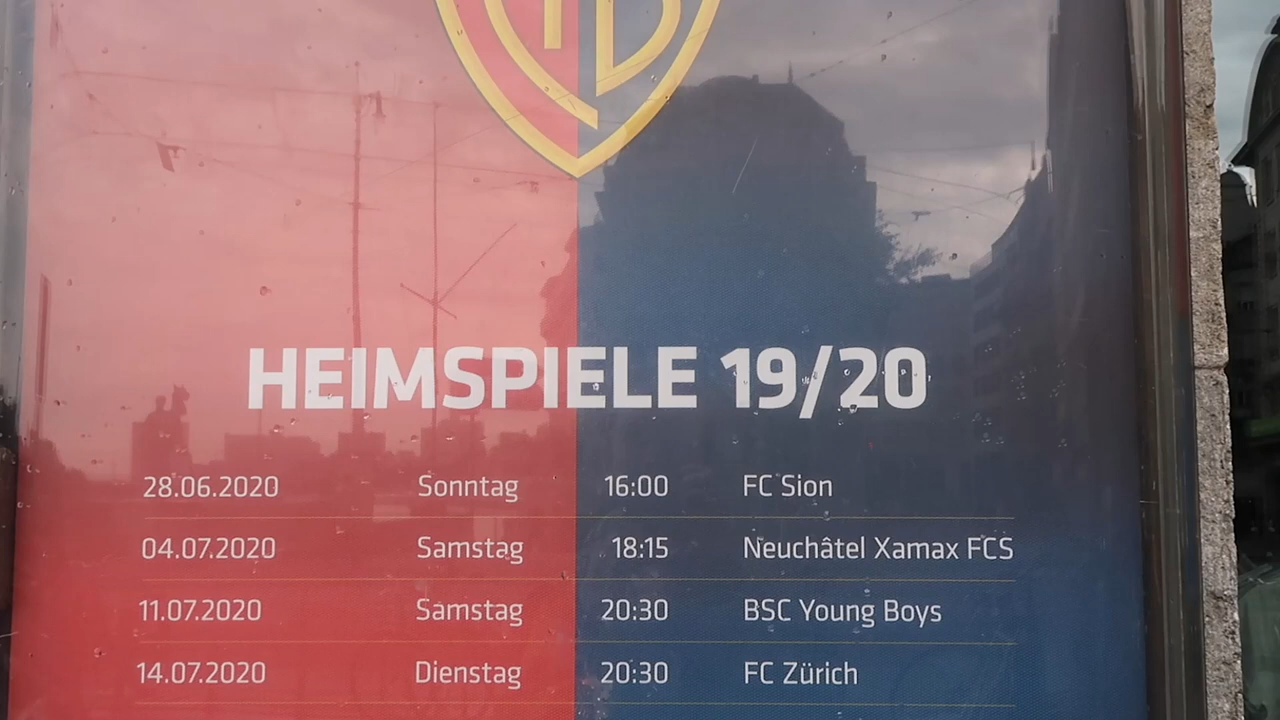 HEIMSPIELE 19/20
28.06.2020 Sonntag 16:00 FC Sion
04.07.2020 Samstag 18:15 Neuchâtel Xamax FCS
11.07.2020 Samstag 20:30 BSC Young Boys
14.07.2020 Dienstag 20:30 FC Zürich